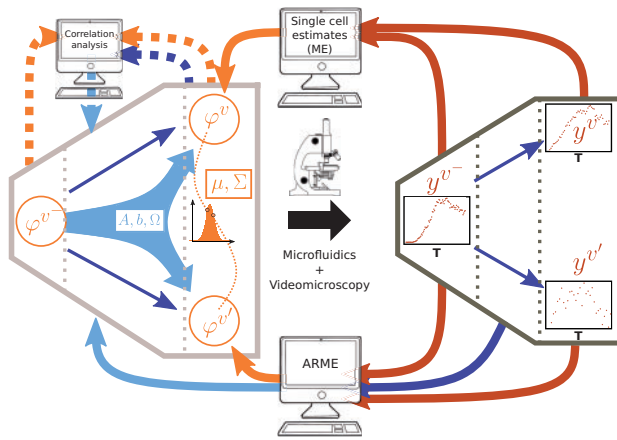 Correlation
analysis
Single cell
estimates
(ME)
φ^v
φ^{v^-}
μ, Σ
A, b, Ω
φ^{v'}
Microfluidics
+
Videomicroscopy
y^v
T
y^{v^-}
T
y^{v'}
T
ARME